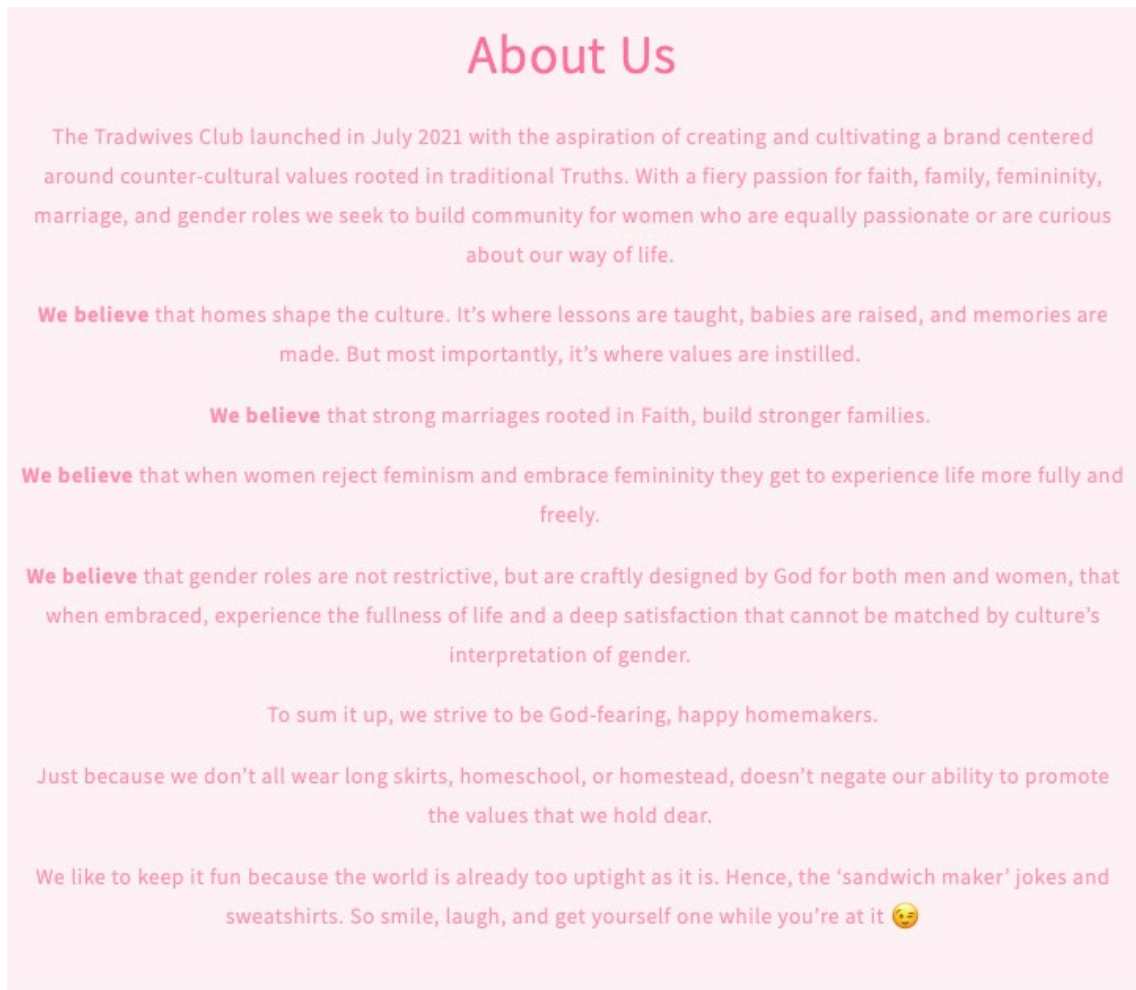 About Us
The Tradwives Club launched in July 2021 with the aspiration of creating and cultivating a brand centered
around counter-cultural values rooted in traditional Truths. With a fiery passion for faith, family, femininity,
marriage, and gender roles we seek to build community for women who are equally passionate or are curious
about our way of life.
We believe that homes shape the culture. It’s where lessons are taught, babies are raised, and memories are
made. But most importantly, it’s where values are instilled.
We believe that strong marriages rooted in Faith, build stronger families.
We believe that when women reject feminism and embrace femininity they get to experience life more fully and
freely.
We believe that gender roles are not restrictive, but are craftly designed by God for both men and women, that
when embraced, experience the fullness of life and a deep satisfaction that cannot be matched by culture’s
interpretation of gender.
To sum it up, we strive to be God-fearing, happy homemakers.
Just because we don’t all wear long skirts, homeschool, or homestead, doesn’t negate our ability to promote
the values that we hold dear.
We like to keep it fun because the world is already too uptight as it is. Hence, the ‘sandwich maker’ jokes and
sweatshirts. So smile, laugh, and get yourself one while you’re at it 😉